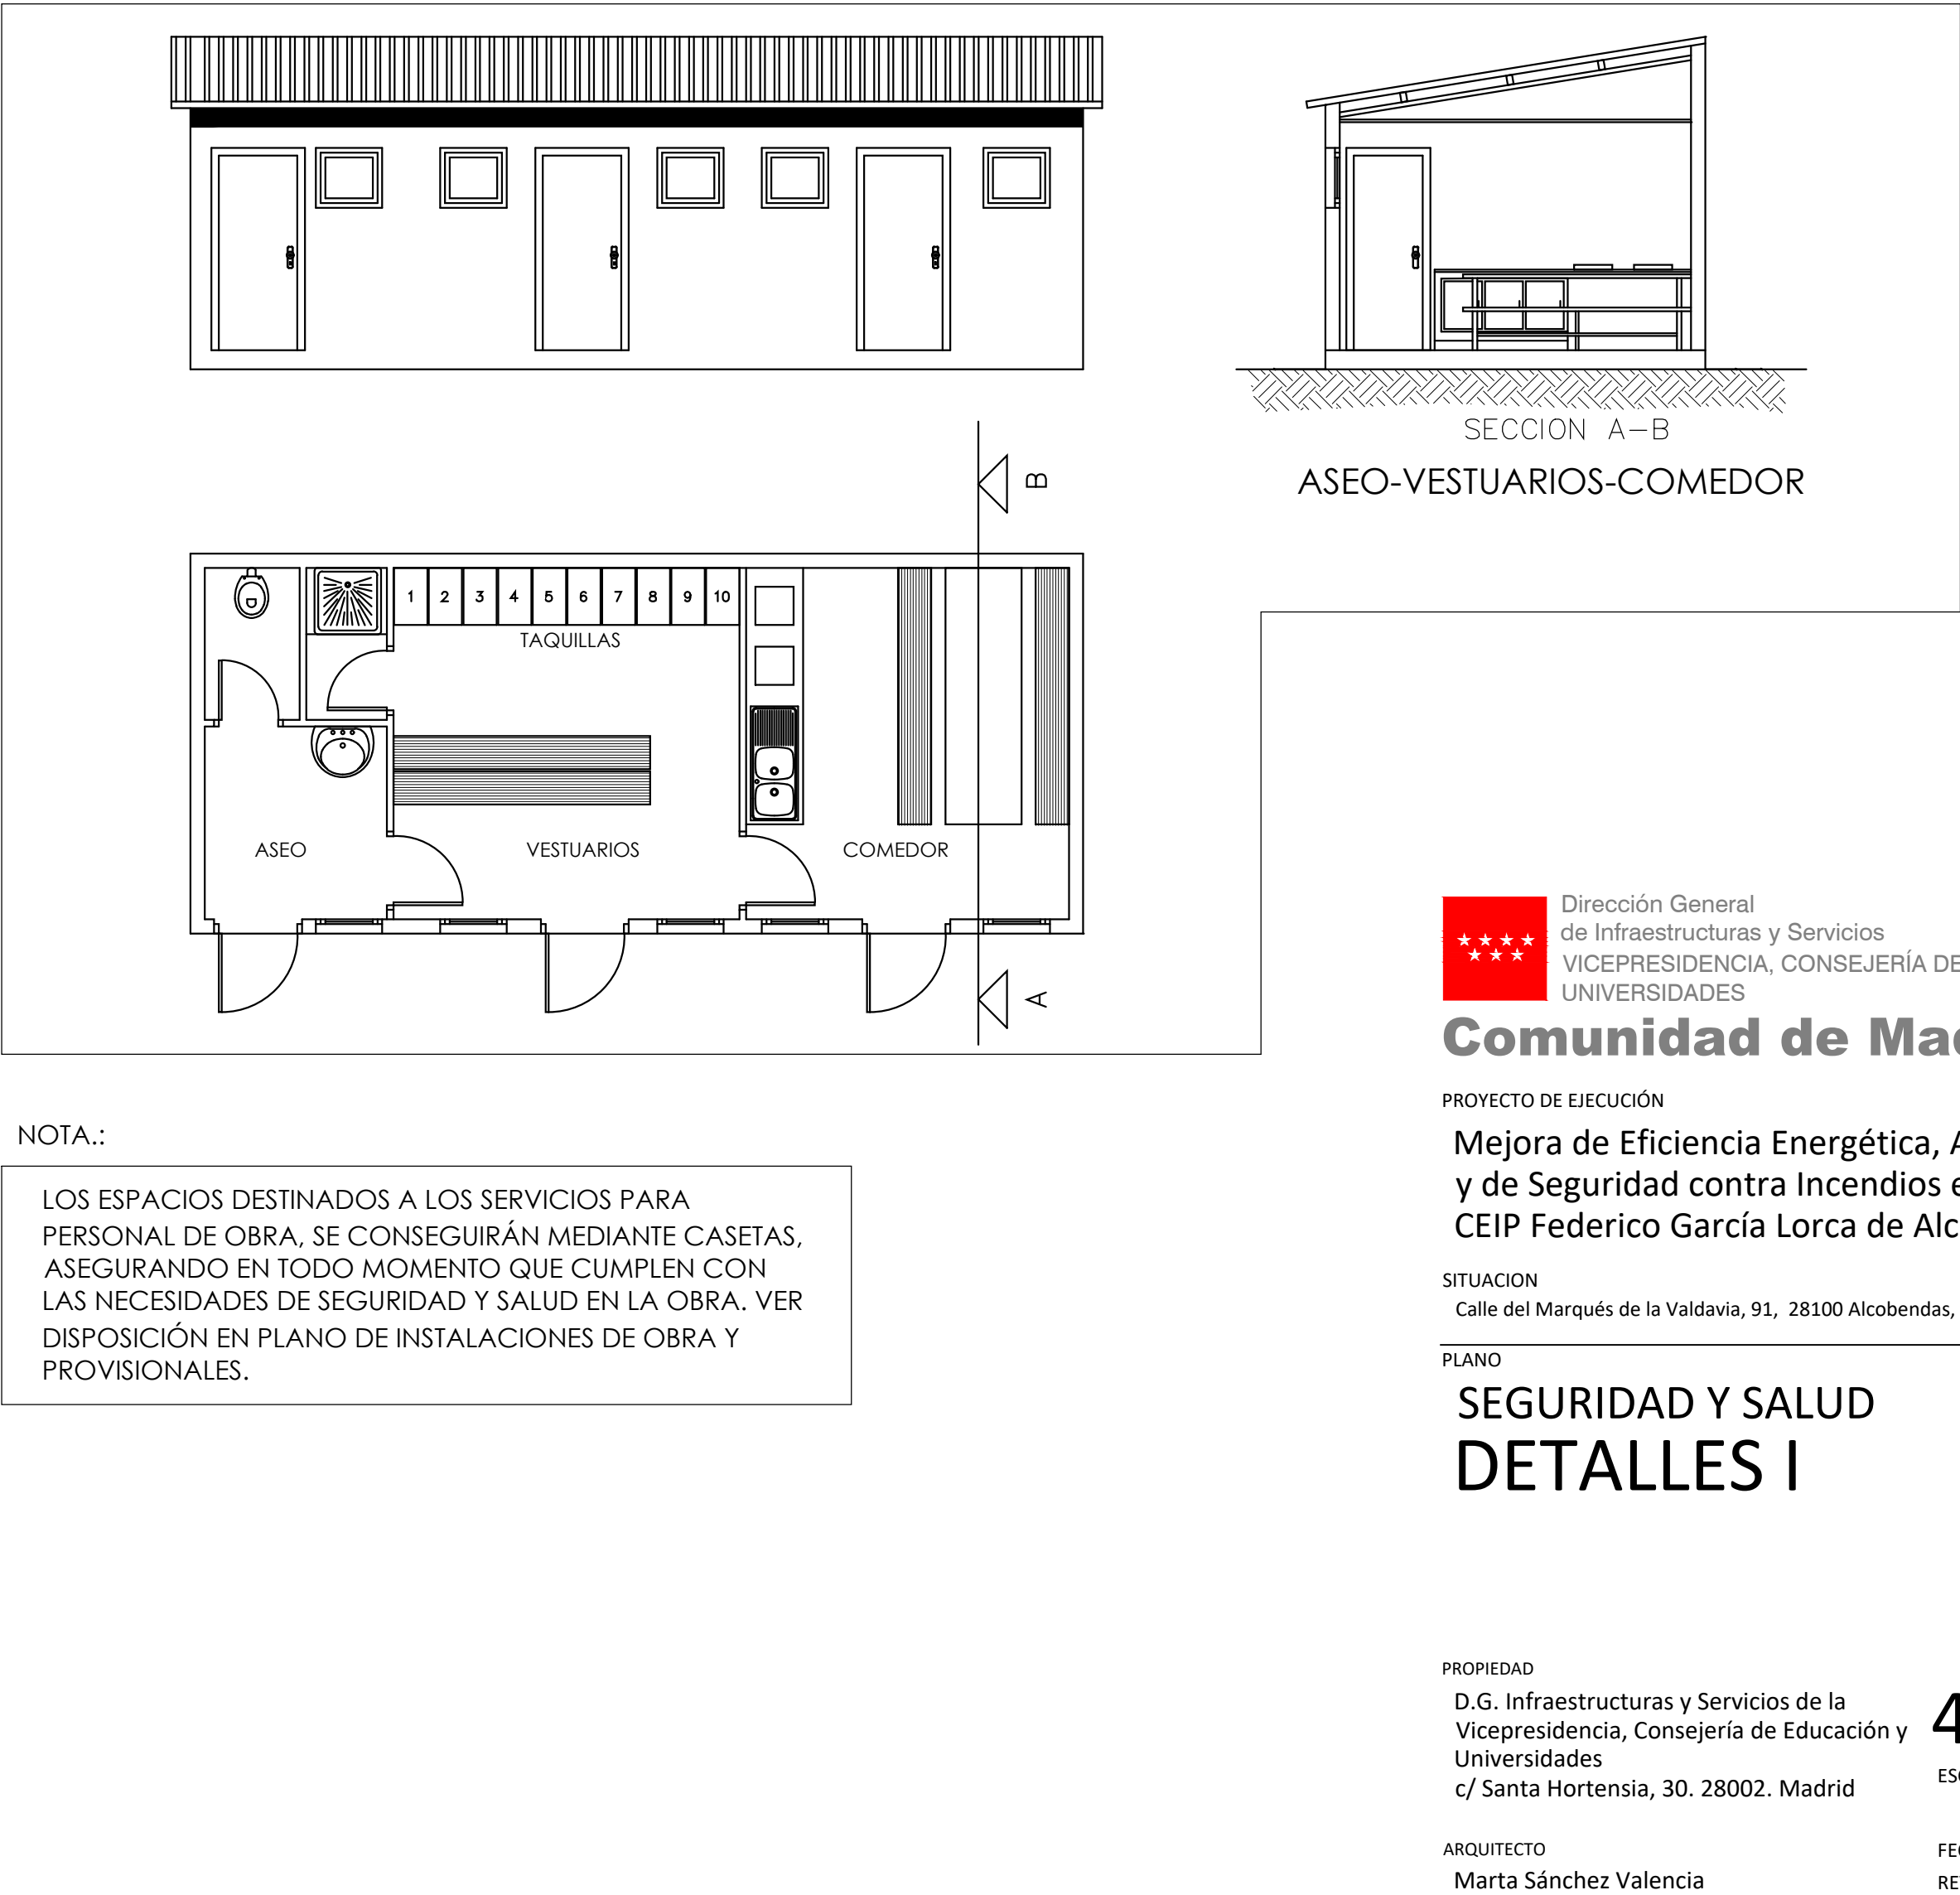 SECCION A-B
ASEO-VESTUARIOS-COMEDOR
B
1 2 3 4 5 6 7 8 9 10
TAQUILLAS
ASEO
VESTUARIOS
COMEDOR
A
NOTA.:
LOS ESPACIOS DESTINADOS A LOS SERVICIOS PARA
PERSONAL DE OBRA, SE CONSEGUIRÁN MEDIANTE CASETAS,
ASEGURANDO EN TODO MOMENTO QUE CUMPLEN CON
LAS NECESIDADES DE SEGURIDAD Y SALUD EN LA OBRA. VER
DISPOSICIÓN EN PLANO DE INSTALACIONES DE OBRA Y
PROVISIONALES.
Dirección General
de Infraestructuras y Servicios
VICEPRESIDENCIA, CONSEJERÍA DE
UNIVERSIDADES
Comunidad de
PROYECTO DE EJECUCIÓN
Mejora de Eficiencia Energética,
y de Seguridad contra Incendios
CEIP Federico García Lorca de
SITUACION
Calle del Marqués de la Valdavia, 91, 28100 Alcobendas,
PLANO
SEGURIDAD Y SALUD
DETALLES I
PROPIEDAD
D.G. Infraestructuras y Servicios de la
Vicepresidencia, Consejería de Educación y
Universidades
c/ Santa Hortensia, 30. 28002. Madrid
4
ARQUITECTO
Marta Sánchez Valencia